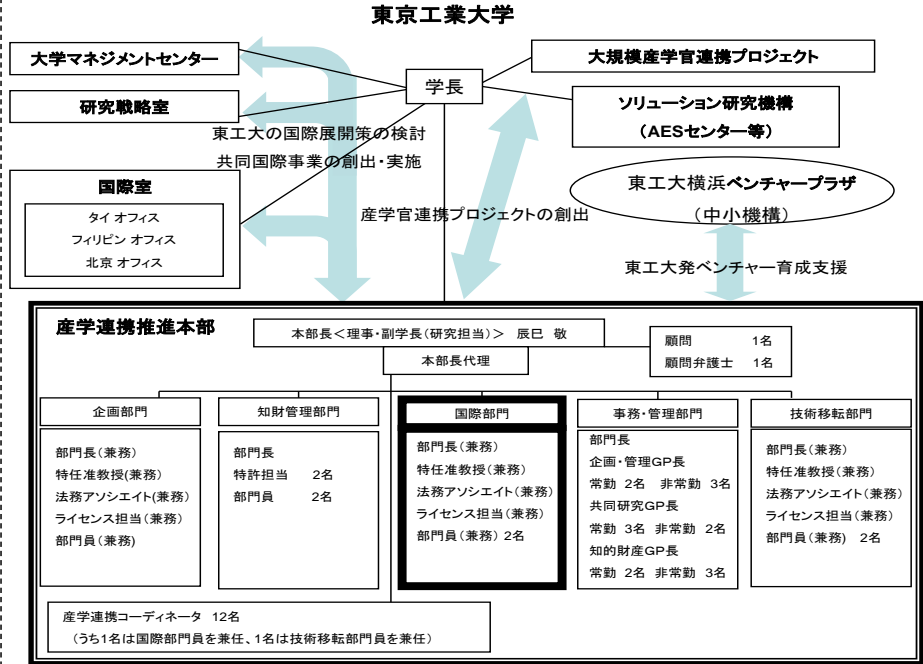 東京工業大学
大学マネジメントセンター
研究戦略室
国際室
タイ オフィス
フィリピン オフィス
北京 オフィス
学長
大規模産学官連携プロジェクト
ソリューション研究機構
（AESセンター等）
東工大の国際展開策の検討
共同国際事業の創出・実施
産学官連携プロジェクトの創出
東工大横浜ベンチャープラザ
（中小機構）
東工大発ベンチャー育成支援
産学連携推進本部
本部長＜理事・副学長（研究担当）＞ 辰巳 敬
本部長代理
顧問 1名
顧問弁護士 1名
企画部門
部門長（兼務）
特任准教授（兼務）
法務アソシエイト（兼務）
ライセンス担当（兼務）
部門員（兼務)
知財管理部門
部門長
特許担当 2名
部門員 2名
国際部門
部門長（兼務）
特任准教授（兼務）
法務アソシエイト（兼務）
ライセンス担当（兼務）
部門員（兼務） 2名
事務・管理部門
部門長
企画・管理GP長
常勤 2名 非常勤 3名
共同研究GP長
常勤 3名 非常勤 2名
知的財産GP長
常勤 2名 非常勤 3名
技術移転部門
部門長（兼務）
特任准教授（兼務）
法務アソシエイト（兼務）
ライセンス担当（兼務）
部門員（兼務) 2名
産学連携コーディネータ 12名
（うち1名は国際部門員を兼任、1名は技術移転部門員を兼任）